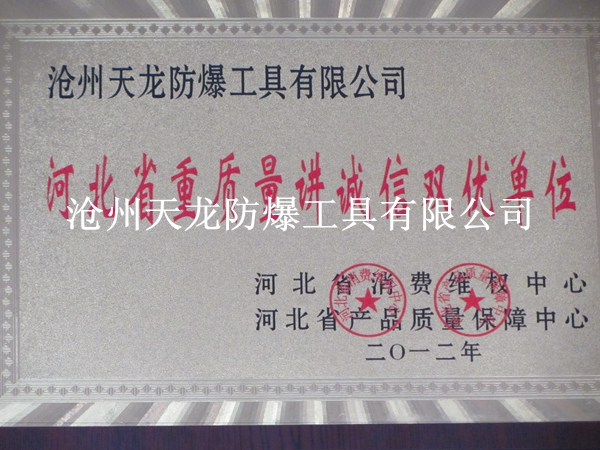 沧州天龙防爆工具有限公司
河北省重质量讲诚信双优单位
沧州天龙防爆工具有限公司
河北省消费维权中心
河北省产品质量保障中心
二〇一二年